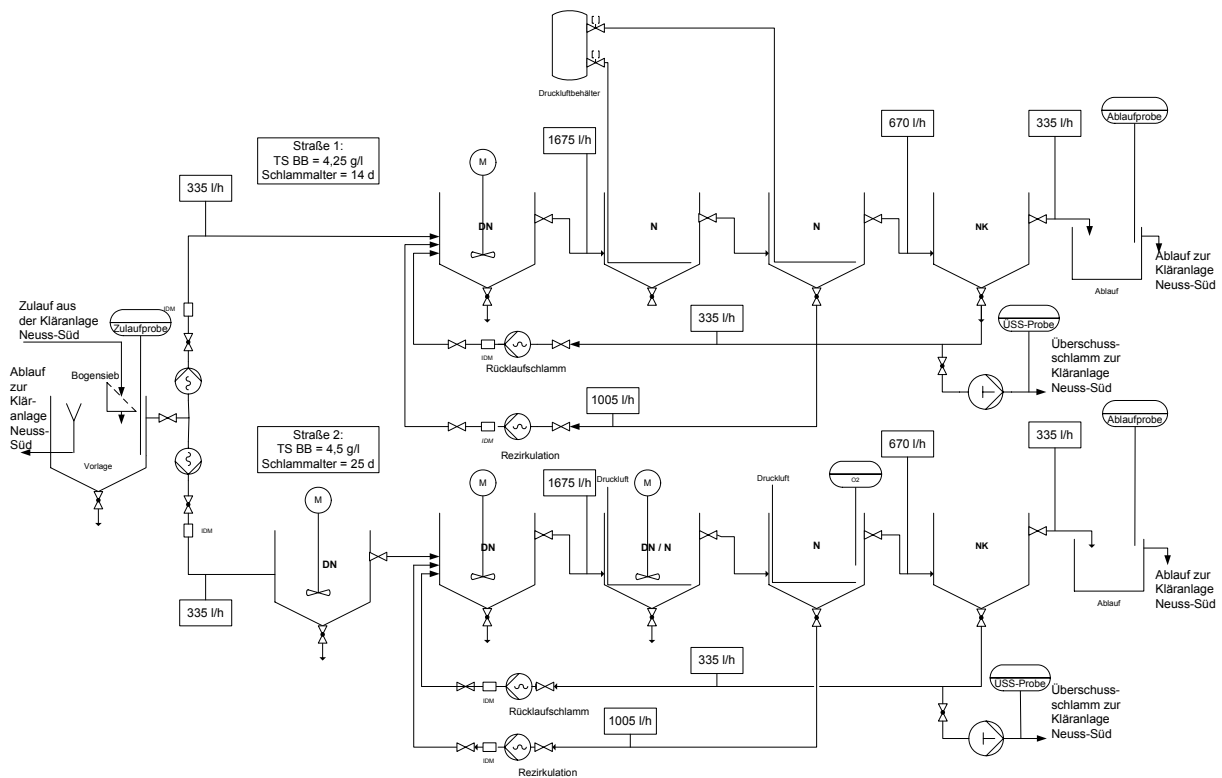 Druckluftbehälter
Ablaufprobe
1675 l/h
670 l/h
335 l/h
Straße 1:
TS BB = 4,25 g/l
Schlammalter = 14 d
M
335 l/h
DN
N
N
NK
Ablauf
Ablauf zur
Kläranlage
Neuss-Süd
Zulauf aus
der Kläranlage
Neuss-Süd
Zulaufprobe
IDM
335 l/h
IDM
Rücklaufschlamm
ÜSS-Probe
Überschuss-
schlamm zur
Kläranlage
Neuss-Süd
Ablauf
zur
Klär-
anlage
Neuss-
Süd
Bogensieb
Vorlage
1005 l/h
IDM
Rezirkulation
Ablaufprobe
Straße 2:
TS BB = 4,5 g/l
Schlammalter = 25 d
670 l/h
335 l/h
1675 l/h
M
M
Druckluft
M
Druckluft
O2
IDM
DN
DN
DN / N
N
NK
Ablauf
Ablauf zur
Kläranlage
Neuss-Süd
335 l/h
335 l/h
IDM
Rücklaufschlamm
ÜSS-Probe
Überschuss-
schlamm zur
Kläranlage
Neuss-Süd
1005 l/h
IDM
Rezirkulation